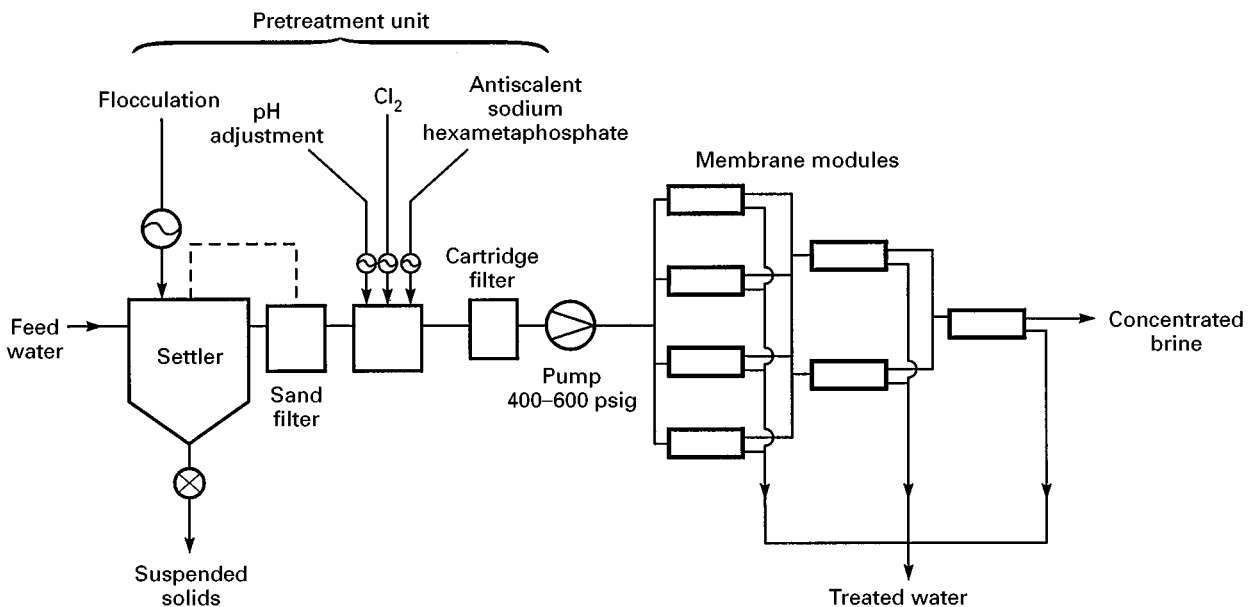 Pretreatment unit
Flocculation
pH
adjustment
Cl2
Antiscalent
sodium
hexametaphosphate
Membrane modules
Cartridge
filter
Feed
water
Settler
Sand
filter
Pump
400–600 psig
Concentrated
brine
Suspended
solids
Treated water